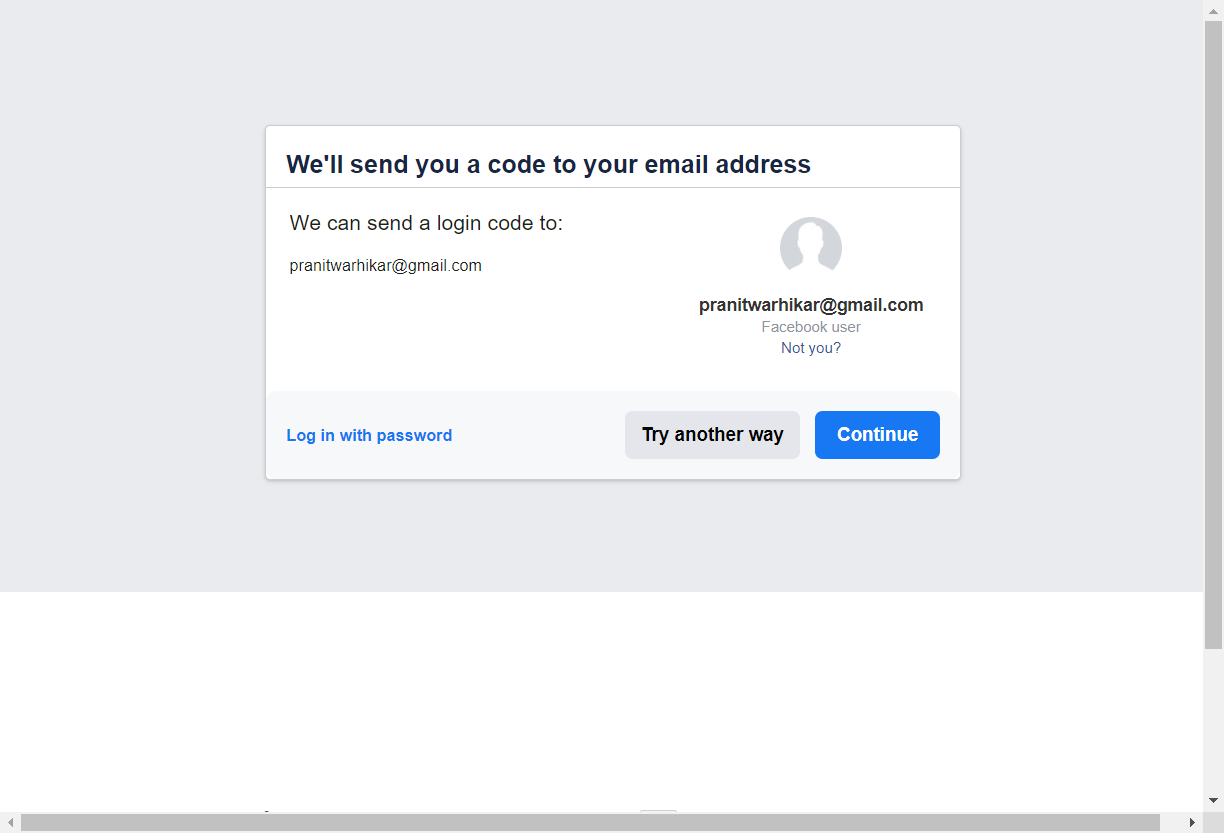 We'll send you a code to your email address
We can send a login code to:
pranitwarhikar@gmail.com
pranitwarhikar@gmail.com
Facebook user
Not you?
Log in with password
Try another way
Continue